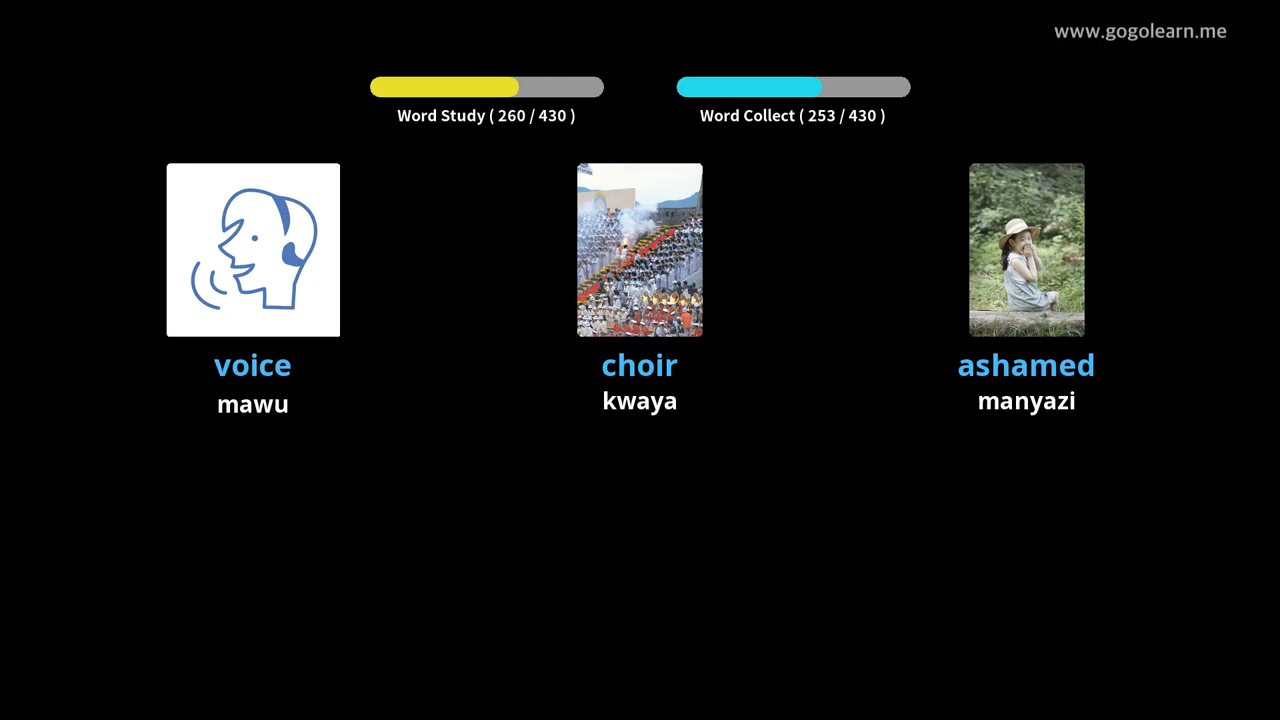 www.gogolearn.me
Word Study ( 260 / 430 )
Word Collect ( 253 / 430 )
voice
mawu
choir
kwaya
ashamed
manyazi